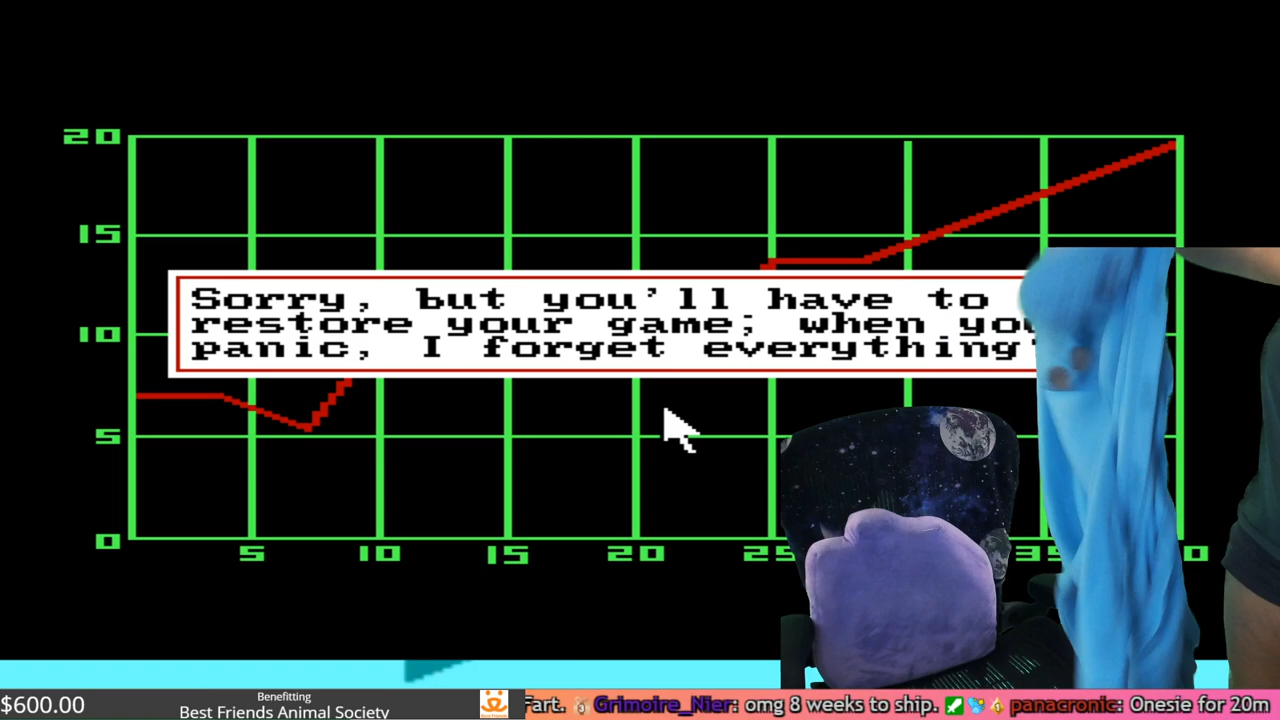 20
15
10
5
0
Sorry, but you'll have to
restore your game; when you
panic, I forget everything
5 10 15 20
$600.00
Benefitting
Best Friends Animal Society
Fart. Grimoire_Nier: omg 8 weeks to ship. panacronic: Onesie for 20m